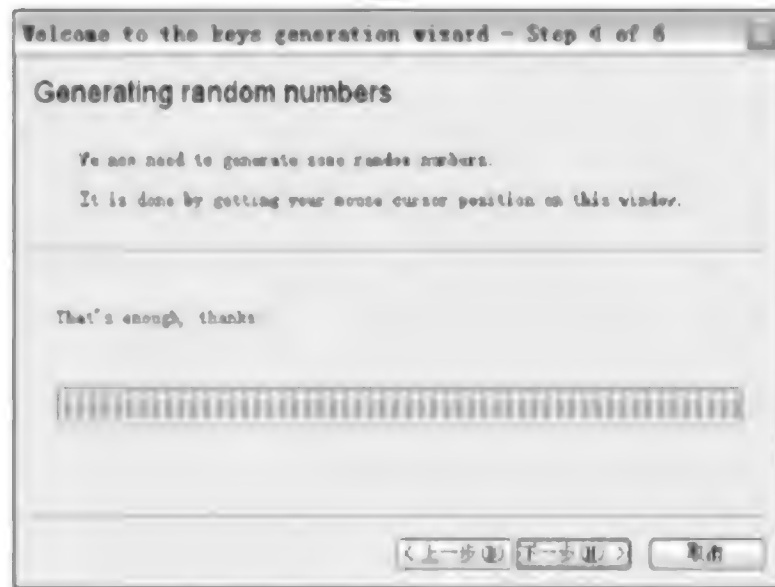 Welcome to the keys generation wizard - Step 4 of 6
Generating random numbers
We now need to generate some random numbers.
It is done by getting your mouse cursor position on this window.
That's enough, thanks
< 上一步(B) 下一步(N) > 取消